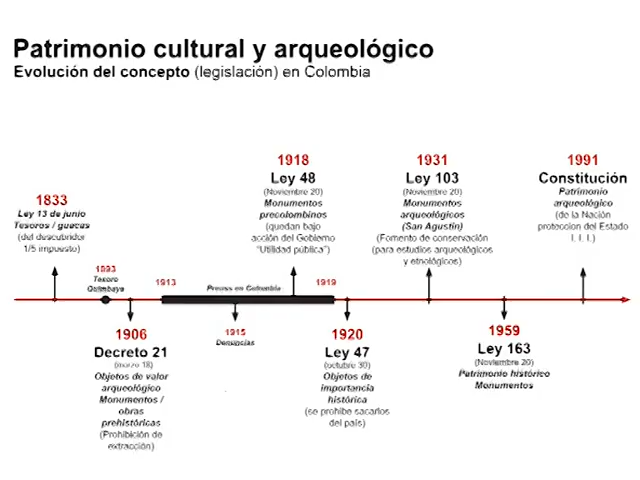 Patrimonio cultural y arqueológico
Evolución del concepto (legislación) en Colombia
1833
Ley 13 de junio
Tesoros / guacas
(del descubridor
1/5 impuesto)
1893
Tesoro
Quimbaya
1906
Decreto 21
(marzo 18)
Objetos de valor
arqueológico
Monumentos /
obras
prehistóricas
(Prohibición de
extracción)
1913
Preuss en Colombia
1919
1915
Denuncias
1918
Ley 48
(Noviembre 20)
Monumentos
precolombinos
(quedan bajo
acción del Gobierno
"Utilidad pública")
1920
Ley 47
(octubre 30)
Objetos de
importancia
histórica
(se prohibe sacarlos
del país)
1931
Ley 103
(Noviembre 20)
Monumentos
arqueológicos
(San Agustín)
(Fomento de conservación
(para estudios arqueológicos
y etnológicos)
1959
Ley 163
(Noviembre 20)
Patrimonio histórico
Monumentos
1991
Constitución
Patrimonio
arqueológico
(de la Nación
proteccion del Estado
I. I. I.)